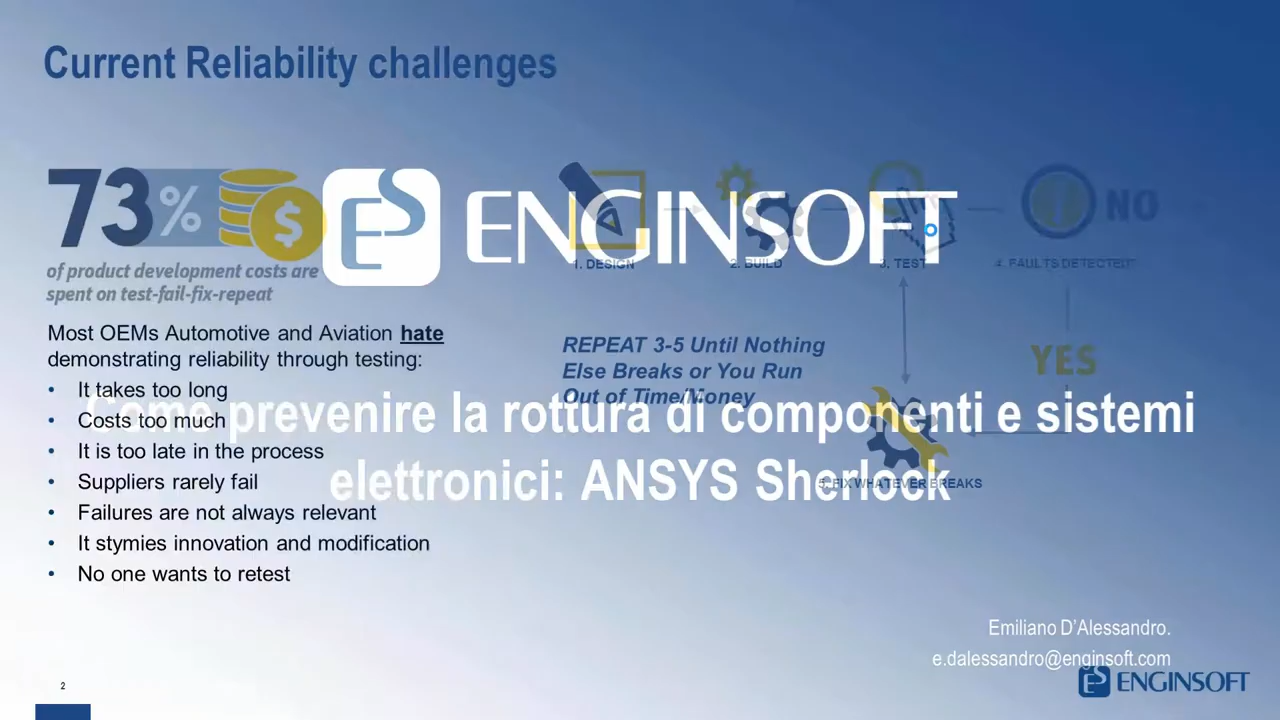 Current Reliability challenges
73%
of product development costs are
spent on test-fail-fix-repeat
ENGINSOFT
1. DESIGN
2. BUILD
3. TEST
4. FAULTS DETECTED?
NO
Most OEMs Automotive and Aviation hate
demonstrating reliability through testing:
• It takes too long
• Costs too much
• It is too late in the process
• Suppliers rarely fail
• Failures are not always relevant
• It stymies innovation and modification
• No one wants to retest
REPEAT 3-5 Until Nothing
Else Breaks or You Run
Out of Time/Money
YES
5. FIX WHATEVER BREAKS
Come prevenire la rottura di componenti e sistemi
elettronici: ANSYS Sherlock
Emiliano D’Alessandro.
e.dalessandro@enginsoft.com
2
ENGINSOFT